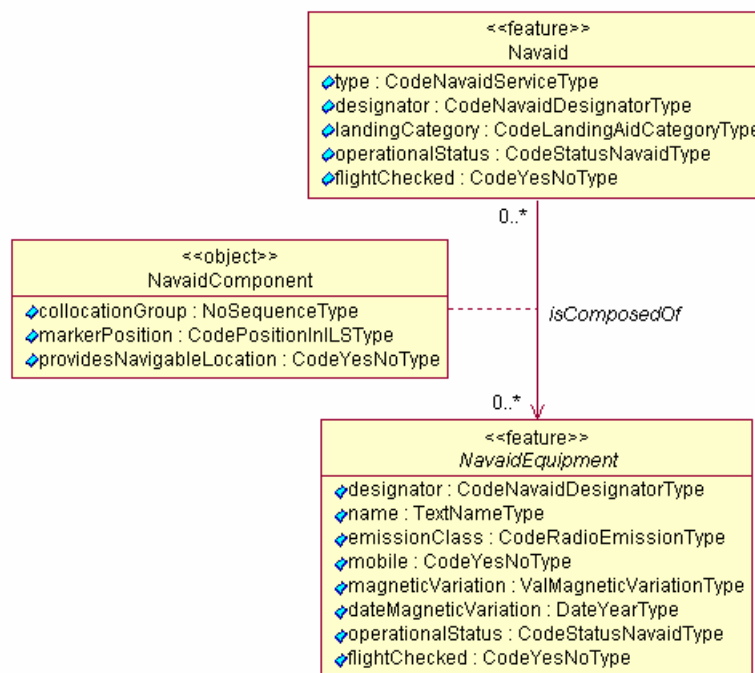 <<feature>>
Navaid
type : CodeNavaidServiceType
designator : CodeNavaidDesignatorType
landingCategory : CodeLandingAidCategoryType
operationalStatus : CodeStatusNavaidType
flightChecked : CodeYesNoType
0..*
<<object>>
NavaidComponent
collocationGroup : NoSequenceType
markerPosition : CodePositionInILSType
providesNavigableLocation : CodeYesNoType
isComposedOf
0..*
<<feature>>
NavaidEquipment
designator : CodeNavaidDesignatorType
name : TextNameType
emissionClass : CodeRadioEmissionType
mobile : CodeYesNoType
magneticVariation : ValMagneticVariationType
dateMagneticVariation : DateYearType
operationalStatus : CodeStatusNavaidType
flightChecked : CodeYesNoType